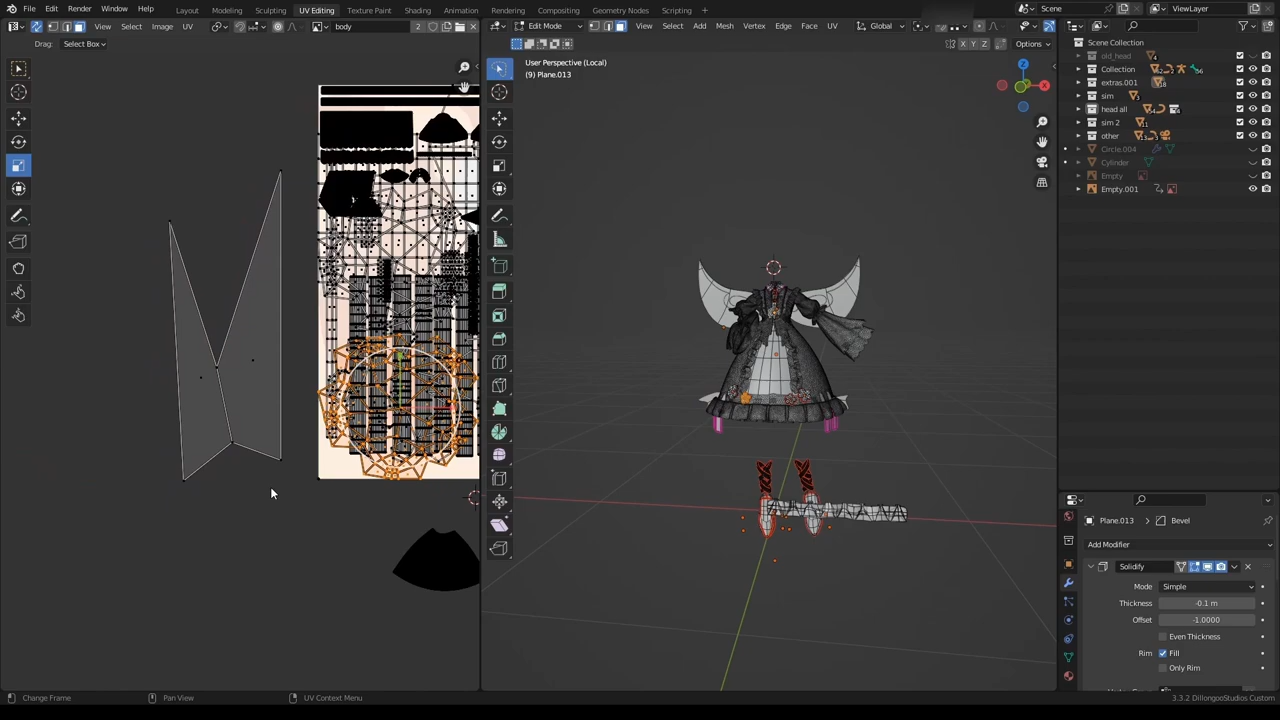 File Edit Render Window Help
Layout Modeling Sculpting UV Editing Texture Paint Shading Animation Rendering Compositing Geometry Nodes Scripting +
Scene ViewLayer
View Select Image UV body 2
Edit Mode View Select Add Mesh Vertex Edge Face UV Global
Drag: Select Box
X Y Z Options
Scene Collection
old_head
Collection
extras.001
sim
head all
sim 2
other
Circle.004
Cylinder
Empty
Empty.001
User Perspective (Local)
(9) Plane.013
Plane.013 Bevel
Add Modifier
Solidify
Mode Simple
Thickness -0.1 m
Offset -1.0000
Even Thickness
Rim Fill
Only Rim
Change Frame Pan View UV Context Menu 3.3.2 DillongooStudios Custom